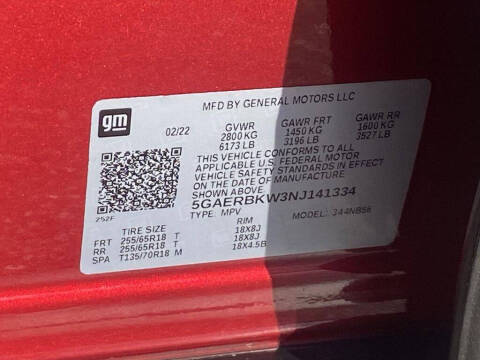 MFD BY GENERAL MOTORS LLC
gm
02/22 GVWR GAWR FRT GAWR RR
2800 KG 1450 KG 1600 KG
6173 LB 3196 LB 3527 LB
THIS VEHICLE CONFORMS TO ALL
APPLICABLE U.S. FEDERAL MOTOR
VEHICLE SAFETY STANDARDS IN EFFECT
ON THE DATE OF MANUFACTURE
SHOWN ABOVE.
5GAERBKW3NJ141334
252F
TYPE: MPV MODEL: 344NB56
TIRE SIZE RIM
FRT 255/65R18 T 18X8J
RR 255/65R18 T 18X8J
SPA T135/70R18 M 18X4.5B